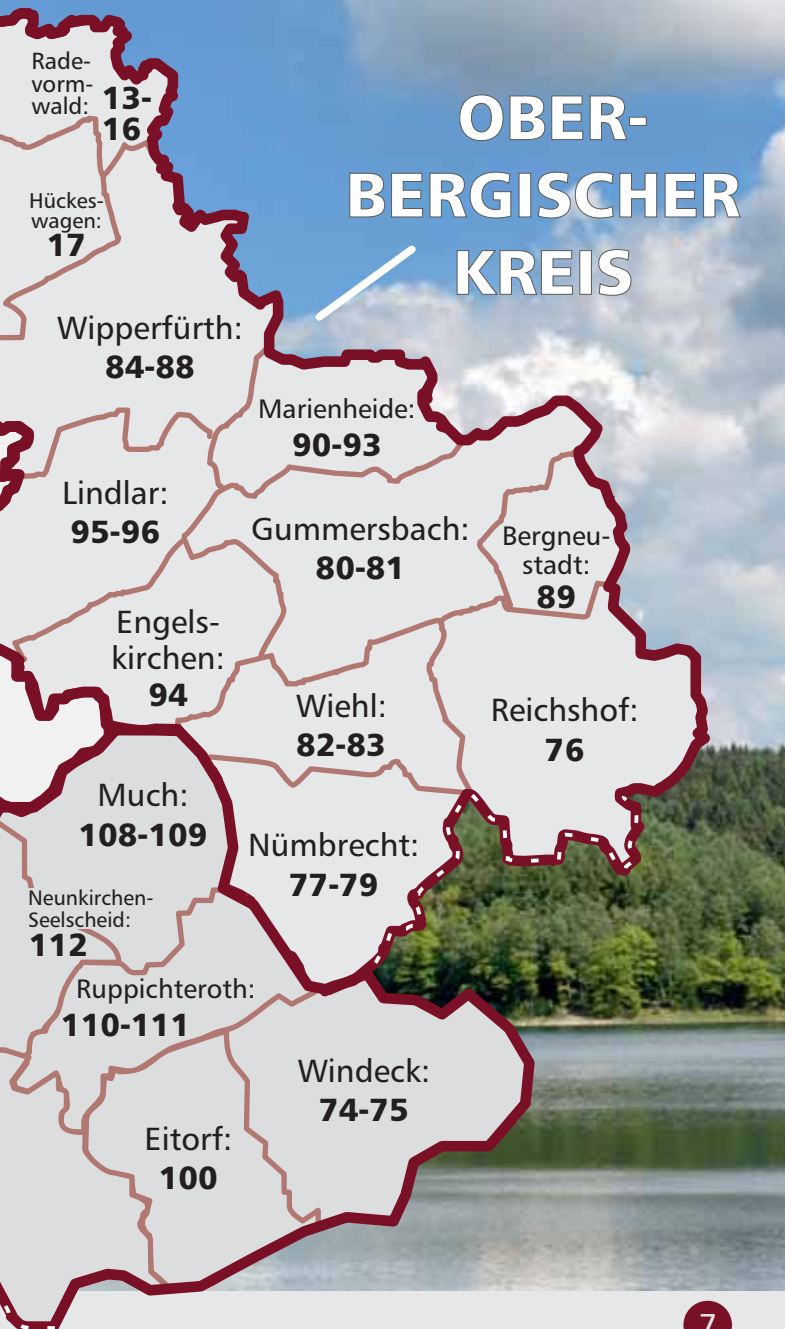 OBER-
BERGISCHER
KREIS
Rade-
vorm-
wald: 13-
16
Hückes-
wagen:
17
Wipperfürth:
84-88
Marienheide:
90-93
Lindlar:
95-96
Gummersbach:
80-81
Bergneu-
stadt:
89
Engels-
kirchen:
94
Wiehl:
82-83
Reichshof:
76
Much:
108-109
Nümbrecht:
77-79
Neunkirchen-
Seelscheid:
112
Ruppichteroth:
110-111
Windeck:
74-75
Eitorf:
100
7